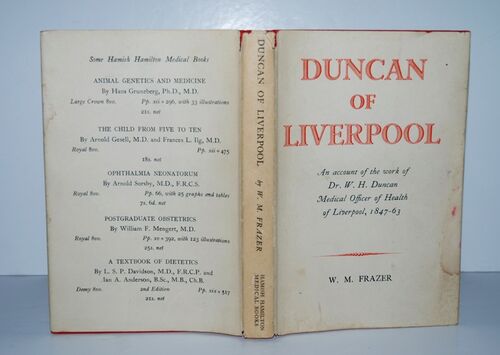 Some Hamish Hamilton Medical Books
ANIMAL GENETICS AND MEDICINE
By Hans Gruneberg, Ph.D., M.D.
Large Crown 8vo. Pp. xii + 296, with 33 illustrations
21s. net
THE CHILD FROM FIVE TO TEN
By Arnold Gesell, M.D. and Frances L. Ilg, M.D.
Royal 8vo. Pp. xii + 475
18s. net
OPHTHALMIA NEONATORUM
By Arnold Sorsby, M.D., F.R.C.S.
Royal 8vo. Pp. 66, with 25 graphs and tables
7s. 6d. net
POSTGRADUATE OBSTETRICS
By William F. Mengert, M.D.
Royal 8vo. Pp. 10 + 392, with 123 illustrations
25s. net
A TEXTBOOK OF DIETETICS
By L. S. P. Davidson, M.D., F.R.C.P. and
Ian A. Anderson, B.Sc., M.B., Ch.B.
Demy 8vo. 2nd Edition Pp. xxx + 517
21s. net
DUNCAN OF LIVERPOOL by W. M. FRAZER
HAMISH HAMILTON
MEDICAL BOOKS
DUNCAN
OF
LIVERPOOL
An account of the work of
Dr. W. H. Duncan
Medical Officer of Health
of Liverpool, 1847-63
W. M. FRAZER